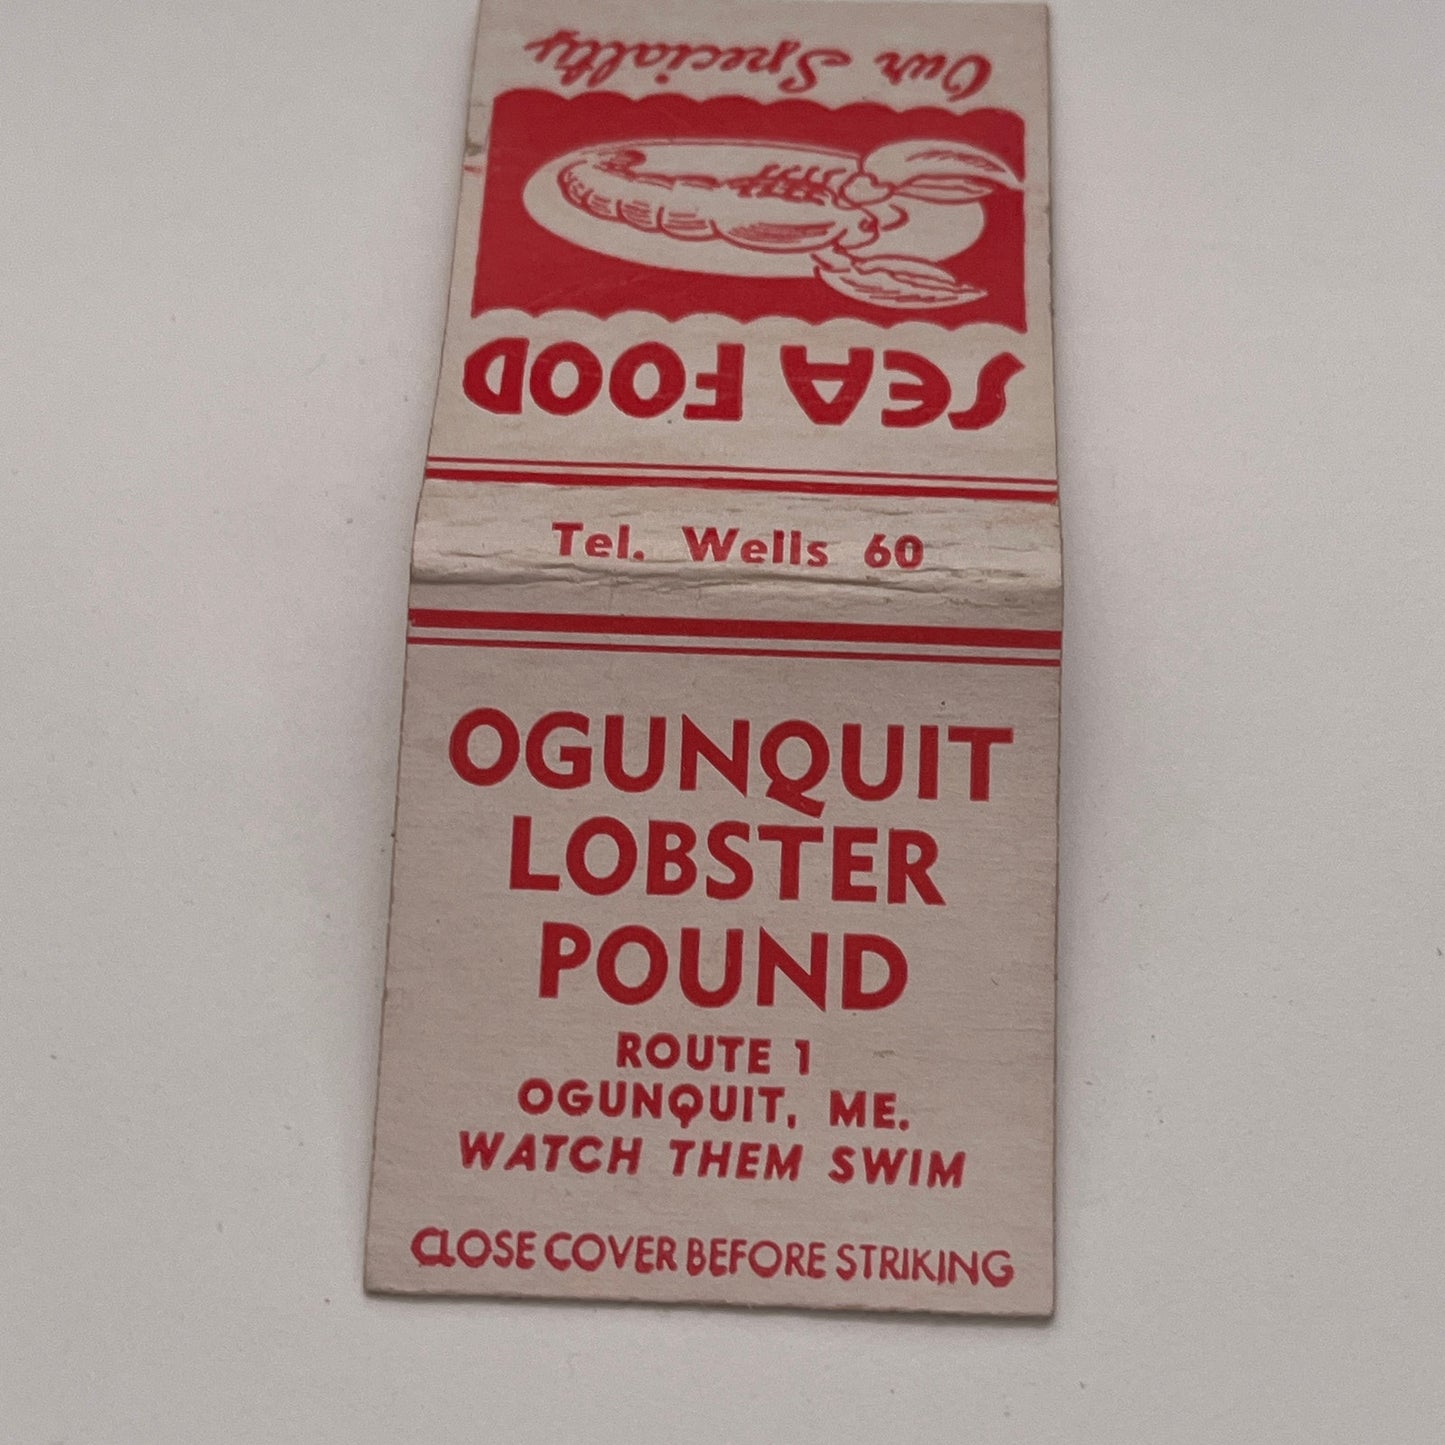 Our Specialty
SEA FOOD
Tel. Wells 60
OGUNQUIT
LOBSTER
POUND
ROUTE 1
OGUNQUIT, ME.
WATCH THEM SWIM
CLOSE COVER BEFORE STRIKING